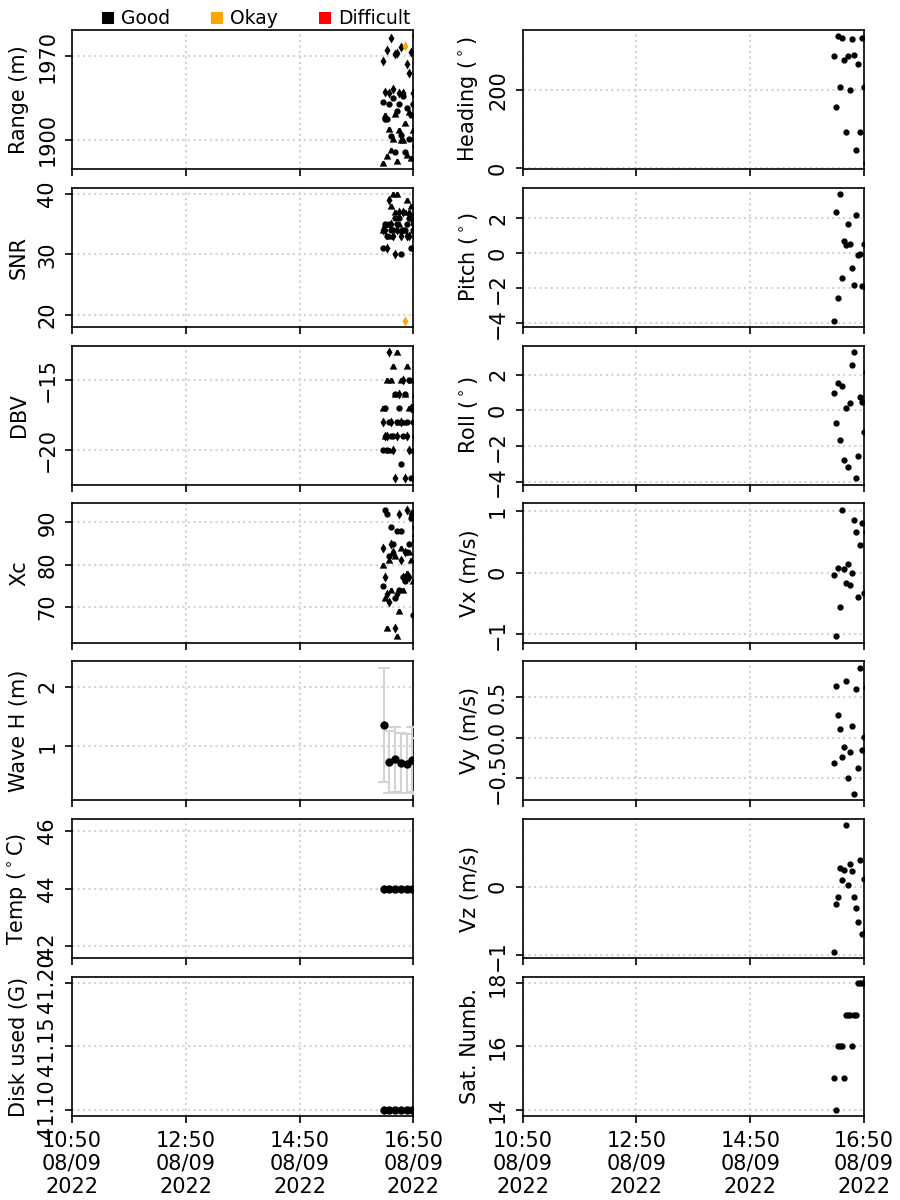 Good Okay Difficult
Range (m) 1970 1900
Heading (°) 200 0
SNR 40 30 20
Pitch (°) 2 0 −2 −4
DBV −15 −20
Roll (°) 2 0 −2 −4
Xc 90 80 70
Vx (m/s) 1 0 −1
Wave H (m) 2 1
Vy (m/s) 0.5 0.0 −0.5
Temp (°C) 46 44 42
Vz (m/s) 0 −1
Disk used (G) 41.20 41.15 41.10
Sat. Numb. 18 16 14
10:50 12:50 14:50 16:50 10:50 12:50 14:50 16:50
08/09 08/09 08/09 08/09 08/09 08/09 08/09 08/09
2022 2022 2022 2022 2022 2022 2022 2022